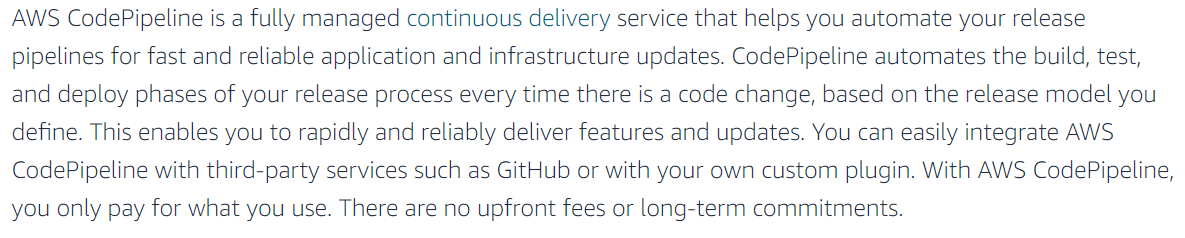 AWS CodePipeline is a fully managed continuous delivery service that helps you automate your release
pipelines for fast and reliable application and infrastructure updates. CodePipeline automates the build, test,
and deploy phases of your release process every time there is a code change, based on the release model you
define. This enables you to rapidly and reliably deliver features and updates. You can easily integrate AWS
CodePipeline with third-party services such as GitHub or with your own custom plugin. With AWS CodePipeline,
you only pay for what you use. There are no upfront fees or long-term commitments.